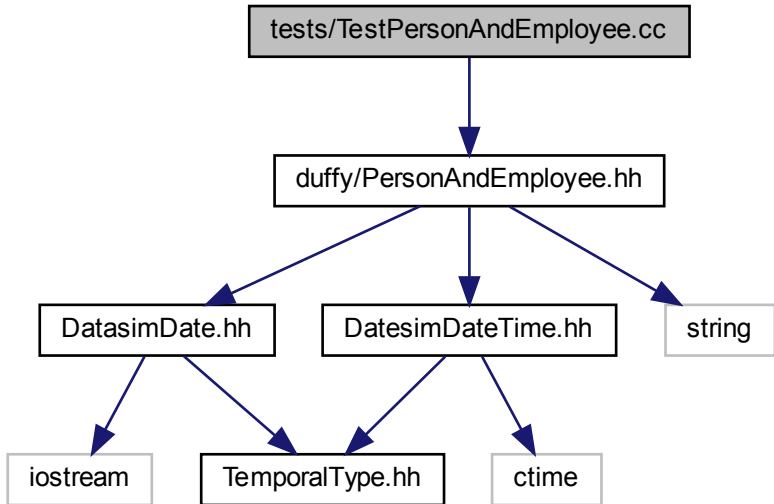 tests/TestPersonAndEmployee.cc
duffy/PersonAndEmployee.hh
DatasimDate.hh
DatesimDateTime.hh
string
iostream
TemporalType.hh
ctime